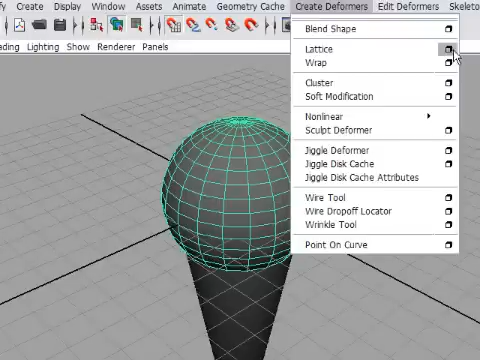 fy Create Display Window Assets Animate Geometry Cache Create Deformers Edit Deformers Skeleto
ading Lighting Show Renderer Panels
Blend Shape
Lattice
Wrap
Cluster
Soft Modification
Nonlinear
Sculpt Deformer
Jiggle Deformer
Jiggle Disk Cache
Jiggle Disk Cache Attributes
Wire Tool
Wire Dropoff Locator
Wrinkle Tool
Point On Curve